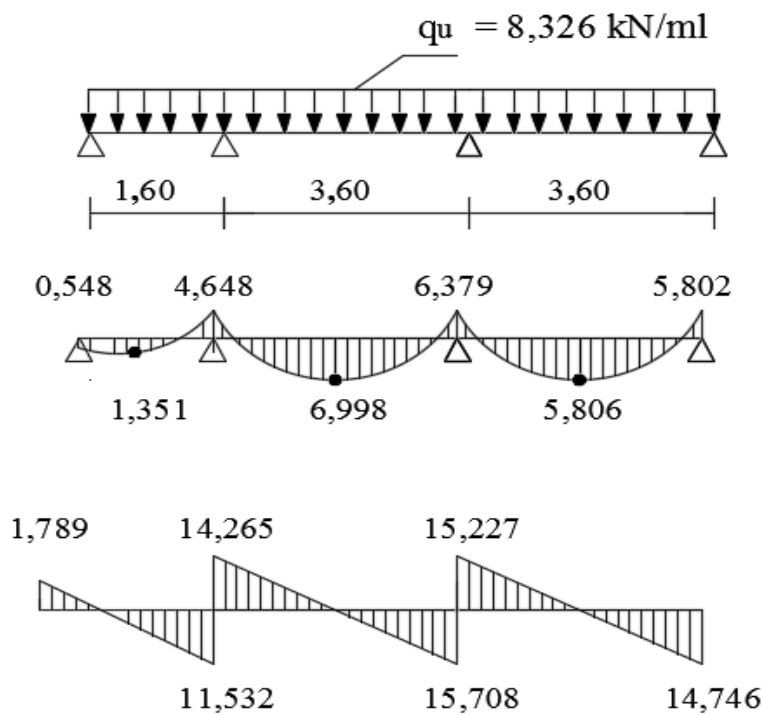 qu = 8,326 kN/ml
1,60 3,60 3,60
0,548 4,648 6,379 5,802
1,351 6,998 5,806
1,789 14,265 15,227
11,532 15,708 14,746